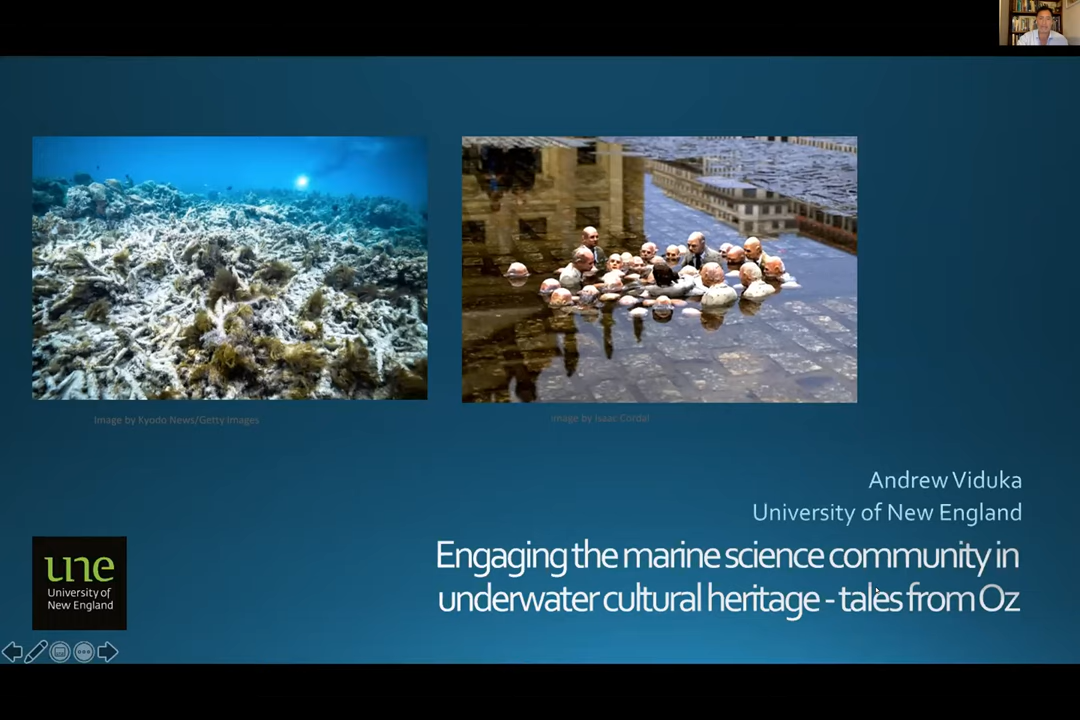 Image by Kyodo News/Getty Images
Image by Isaac Cordal
Andrew Viduka
University of New England
une
University of
New England
Engaging the marine science community in
underwater cultural heritage - tales from Oz